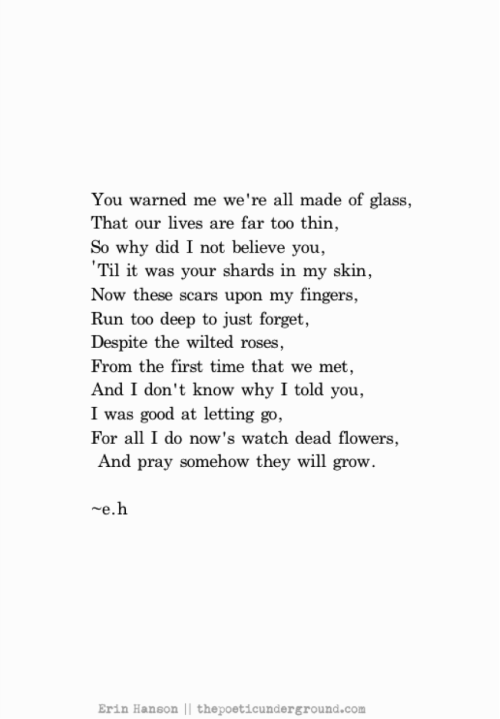 You warned me we're all made of glass,
That our lives are far too thin,
So why did I not believe you,
'Til it was your shards in my skin,
Now these scars upon my fingers,
Run too deep to just forget,
Despite the wilted roses,
From the first time that we met,
And I don't know why I told you,
I was good at letting go,
For all I do now's watch dead flowers,
And pray somehow they will grow.
~e.h
Erin Hanson || thepoeticunderground.com